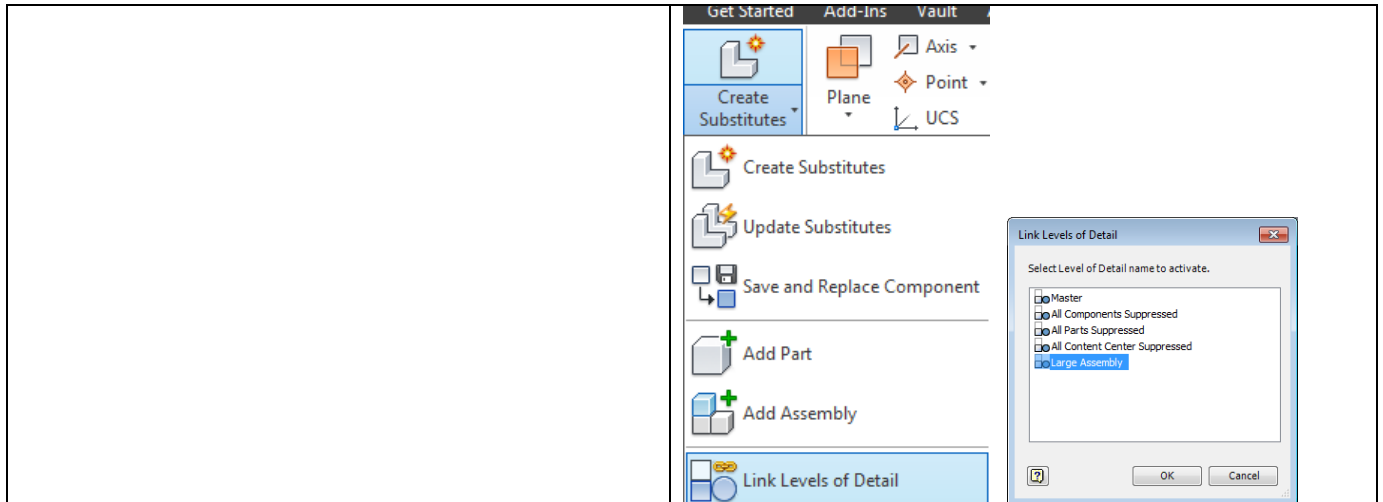 Get Started Add-Ins Vault
Create
Substitutes
Plane
Axis
Point
UCS
Create Substitutes
Update Substitutes
Save and Replace Component
Add Part
Add Assembly
Link Levels of Detail
Link Levels of Detail
Select Level of Detail name to activate.
Master
All Components Suppressed
All Parts Suppressed
All Content Center Suppressed
Large Assembly
OK Cancel